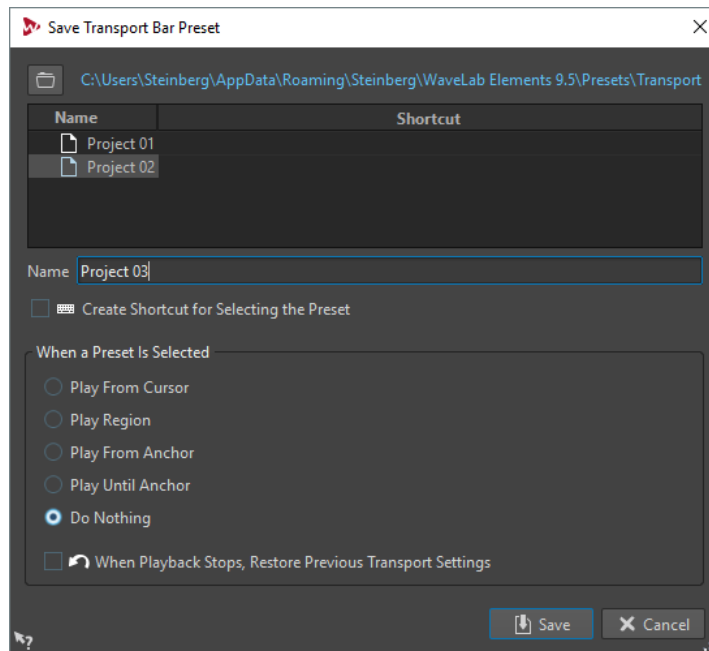 Save Transport Bar Preset
C:\Users\Steinberg\AppData\Roaming\Steinberg\WaveLab Elements 9.5\Presets\Transport
Name Shortcut
Project 01
Project 02
Name Project 03
Create Shortcut for Selecting the Preset
When a Preset Is Selected
Play From Cursor
Play Region
Play From Anchor
Play Until Anchor
Do Nothing
When Playback Stops, Restore Previous Transport Settings
Save Cancel